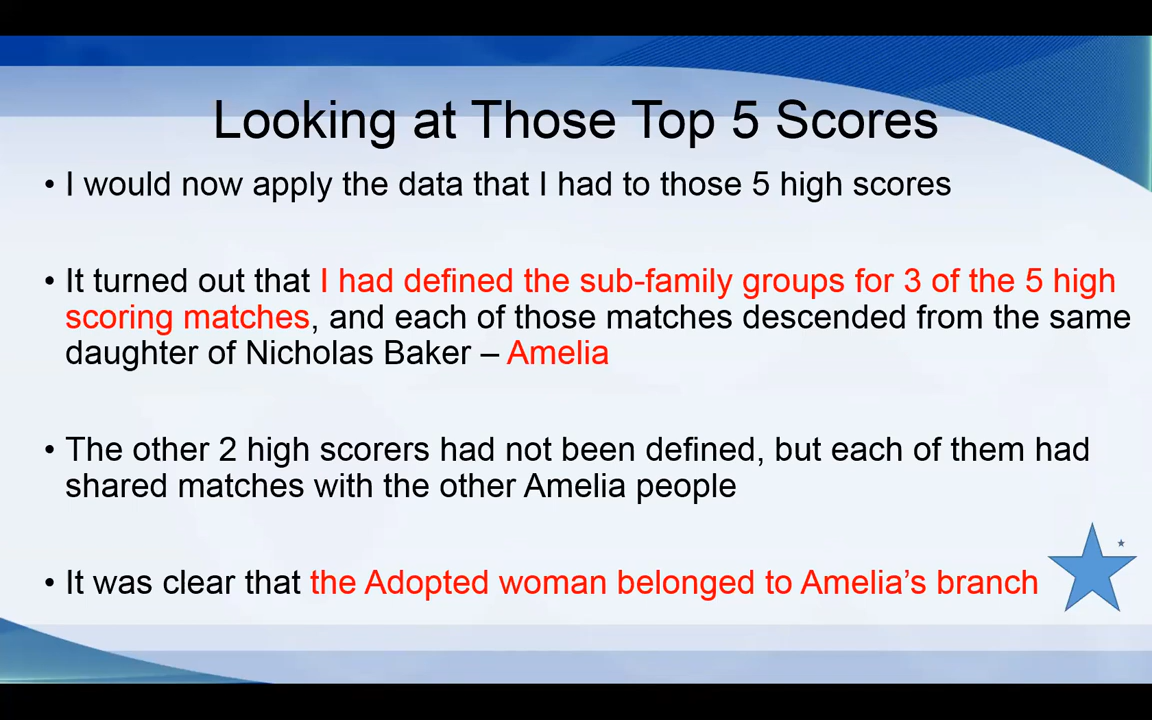 Looking at Those Top 5 Scores
• I would now apply the data that I had to those 5 high scores
• It turned out that I had defined the sub-family groups for 3 of the 5 high
scoring matches, and each of those matches descended from the same
daughter of Nicholas Baker – Amelia
• The other 2 high scorers had not been defined, but each of them had
shared matches with the other Amelia people
• It was clear that the Adopted woman belonged to Amelia’s branch